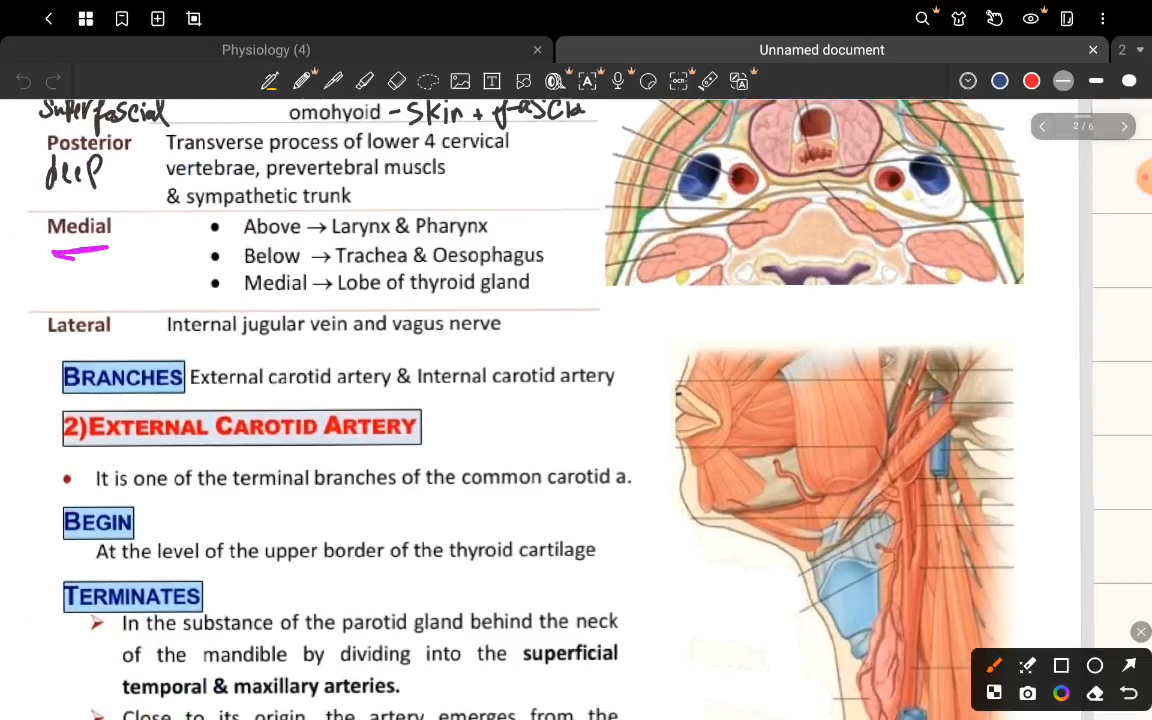 Physiology (4)
Unnamed document
2
2 / 6
superfascial
omohyoid - skin + fascia
Posterior
Transverse process of lower 4 cervical
deep
vertebrae, prevertebral muscls
& sympathetic trunk
Medial
• Above → Larynx & Pharynx
• Below → Trachea & Oesophagus
• Medial → Lobe of thyroid gland
Lateral
Internal jugular vein and vagus nerve
BRANCHES External carotid artery & Internal carotid artery
2)EXTERNAL CAROTID ARTERY
• It is one of the terminal branches of the common carotid a.
BEGIN
At the level of the upper border of the thyroid cartilage
TERMINATES
➢ In the substance of the parotid gland behind the neck
of the mandible by dividing into the superficial
temporal & maxillary arteries.
➢ Close to its origin, the artery emerges from the